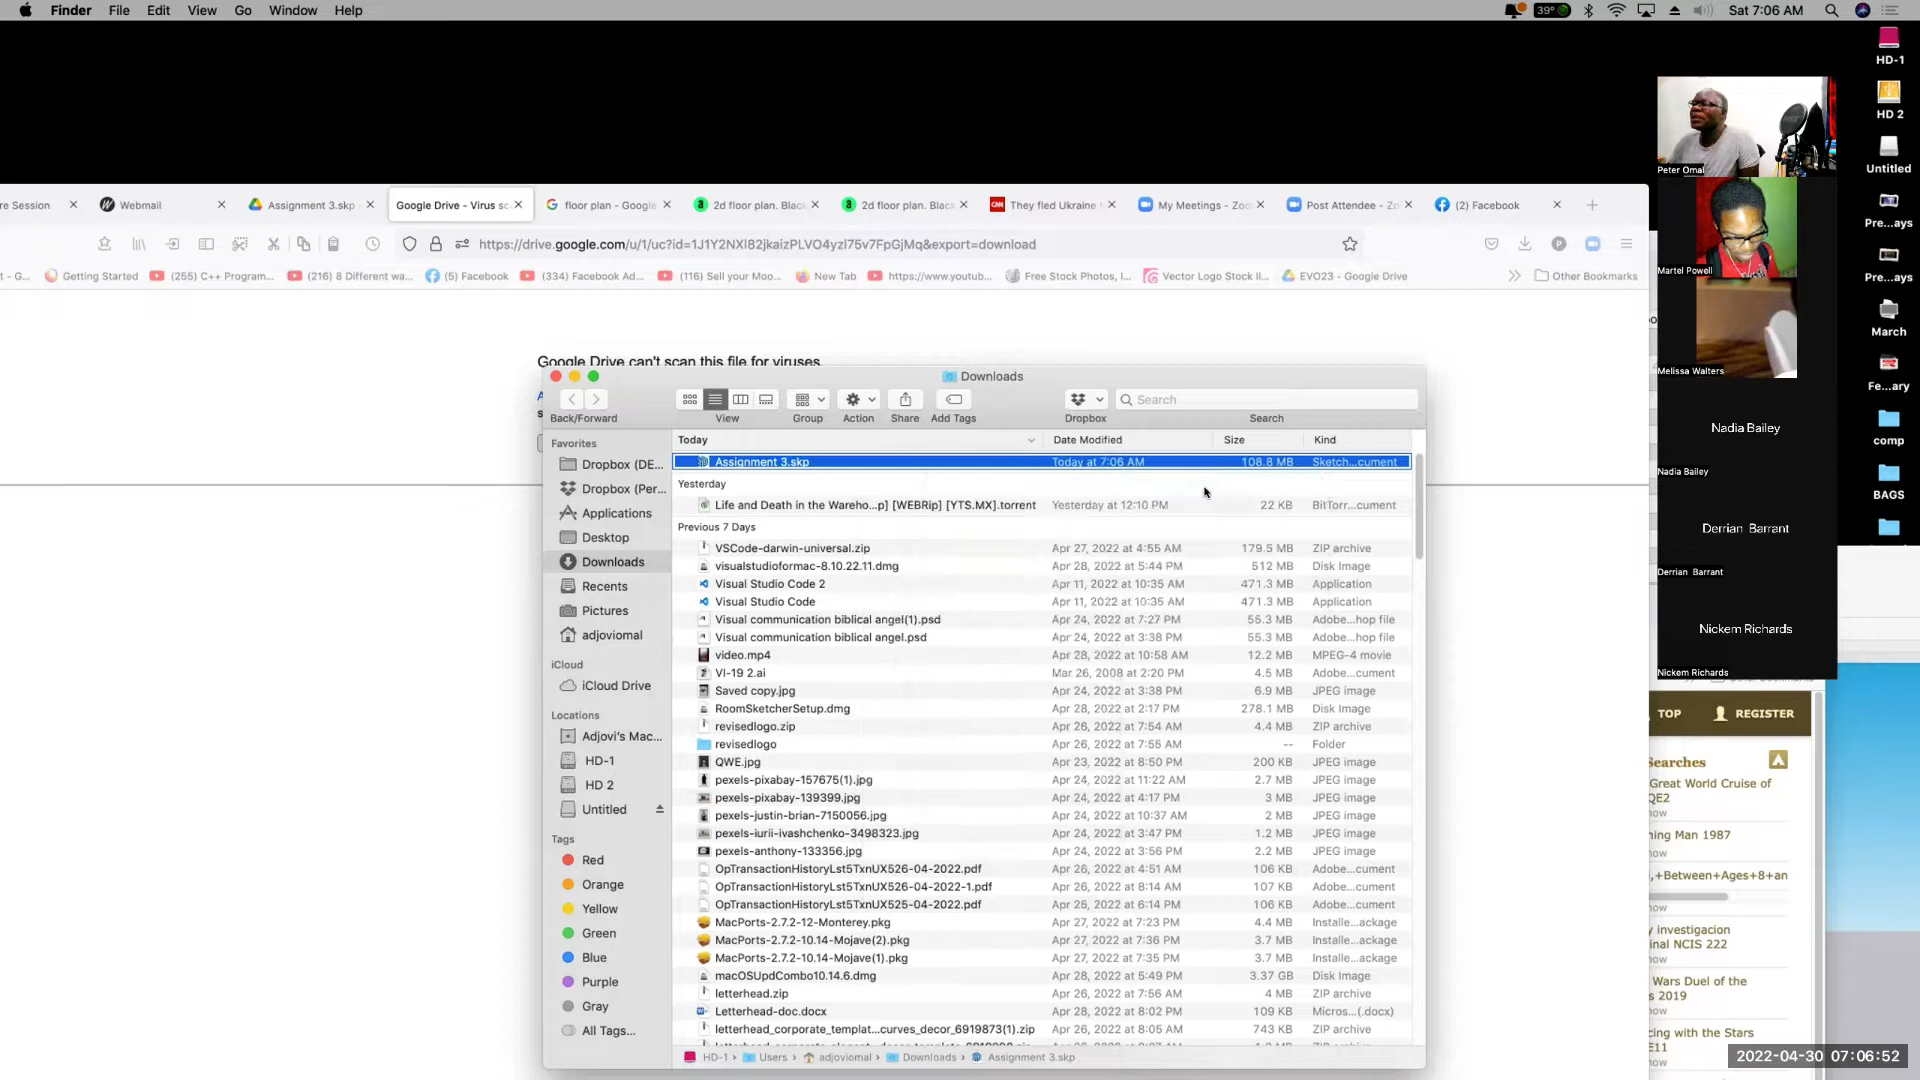 Finder File Edit View Go Window Help
39° Sat 7:06 AM
HD-1
HD 2
Untitled
Pre...ays
Pre...ays
March
Fe...ary
comp
BAGS
Peter Omal
Martel Powell
Melissa Walters
Nadia Bailey
Nadia Bailey
Derrian Barrant
Derrian Barrant
Nickem Richards
Nickem Richards
re Session Webmail Assignment 3.skp - Google Drive - Virus sc floor plan - Google 2d floor plan. Black 2d floor plan. Black They fled Ukraine My Meetings - Zoo Post Attendee - Zo (2) Facebook
https://drive.google.com/u/1/uc?id=1J1Y2NXl82jkaizPLVO4yzl75v7FpGjMq&export=download
t - G... Getting Started (255) C++ Program... (216) 8 Different wa... (5) Facebook (334) Facebook Ad... (116) Sell your Moo... New Tab https://www.youtub... Free Stock Photos, I... Vector Logo Stock Il... EVO23 - Google Drive Other Bookmarks
Google Drive can't scan this file for viruses.
Downloads
Search
Back/Forward View Group Action Share Add Tags Dropbox Search
Favorites
Dropbox (DE...
Dropbox (Per...
Applications
Desktop
Downloads
Recents
Pictures
adjoviomal
iCloud
iCloud Drive
Locations
Adjovi's Mac...
HD-1
HD 2
Untitled
Tags
Red
Orange
Yellow
Green
Blue
Purple
Gray
All Tags...
Today Date Modified Size Kind
Assignment 3.skp Today at 7:06 AM 108.8 MB Sketch...cument
Yesterday
Life and Death in the Wareho...p] [WEBRip] [YTS.MX].torrent Yesterday at 12:10 PM 22 KB BitTorr...cument
Previous 7 Days
VSCode-darwin-universal.zip Apr 27, 2022 at 4:55 AM 179.5 MB ZIP archive
visualstudioformac-8.10.22.11.dmg Apr 28, 2022 at 5:44 PM 512 MB Disk Image
Visual Studio Code 2 Apr 11, 2022 at 10:35 AM 471.3 MB Application
Visual Studio Code Apr 11, 2022 at 10:35 AM 471.3 MB Application
Visual communication biblical angel(1).psd Apr 24, 2022 at 7:27 PM 55.3 MB Adobe...hop file
Visual communication biblical angel.psd Apr 24, 2022 at 3:38 PM 55.3 MB Adobe...hop file
video.mp4 Apr 28, 2022 at 10:58 AM 12.2 MB MPEG-4 movie
VI-19 2.ai Mar 26, 2008 at 2:20 PM 4.5 MB Adobe...cument
Saved copy.jpg Apr 24, 2022 at 3:38 PM 6.9 MB JPEG image
RoomSketcherSetup.dmg Apr 28, 2022 at 2:17 PM 278.1 MB Disk Image
revisedlogo.zip Apr 26, 2022 at 7:54 AM 4.4 MB ZIP archive
revisedlogo Apr 26, 2022 at 7:55 AM -- Folder
QWE.jpg Apr 23, 2022 at 8:50 PM 200 KB JPEG image
pexels-pixabay-157675(1).jpg Apr 24, 2022 at 11:22 AM 2.7 MB JPEG image
pexels-pixabay-139399.jpg Apr 24, 2022 at 4:17 PM 3 MB JPEG image
pexels-justin-brian-7150056.jpg Apr 24, 2022 at 10:37 AM 2 MB JPEG image
pexels-iurii-ivashchenko-3498323.jpg Apr 24, 2022 at 3:47 PM 1.2 MB JPEG image
pexels-anthony-133356.jpg Apr 24, 2022 at 3:56 PM 2.2 MB JPEG image
OpTransactionHistoryLst5TxnUX526-04-2022.pdf Apr 26, 2022 at 4:51 AM 106 KB Adobe...cument
OpTransactionHistoryLst5TxnUX526-04-2022-1.pdf Apr 26, 2022 at 8:14 AM 107 KB Adobe...cument
OpTransactionHistoryLst5TxnUX525-04-2022.pdf Apr 25, 2022 at 6:14 PM 106 KB Adobe...cument
MacPorts-2.7.2-12-Monterey.pkg Apr 27, 2022 at 7:23 PM 4.4 MB Installe...ackage
MacPorts-2.7.2-10.14-Mojave(2).pkg Apr 27, 2022 at 7:36 PM 3.7 MB Installe...ackage
MacPorts-2.7.2-10.14-Mojave(1).pkg Apr 27, 2022 at 7:35 PM 3.7 MB Installe...ackage
macOSUpdCombo10.14.6.dmg Apr 28, 2022 at 5:49 PM 3.37 GB Disk Image
letterhead.zip Apr 26, 2022 at 7:56 AM 4 MB ZIP archive
Letterhead-doc.docx Apr 28, 2022 at 8:02 PM 109 KB Micros...(.docx)
letterhead_corporate_templat...curves_decor_6919873(1).zip Apr 26, 2022 at 8:05 AM 743 KB ZIP archive
HD-1 › Users › adjoviomal › Downloads › Assignment 3.skp
TOP REGISTER
Searches
Great World Cruise of
QE2
now
ning Man 1987
now
,+Between+Ages+8+an
now
y investigacion
inal NCIS 222
now
Wars Duel of the
s 2019
now
cing with the Stars
E11
now
2022-04-30 07:06:52